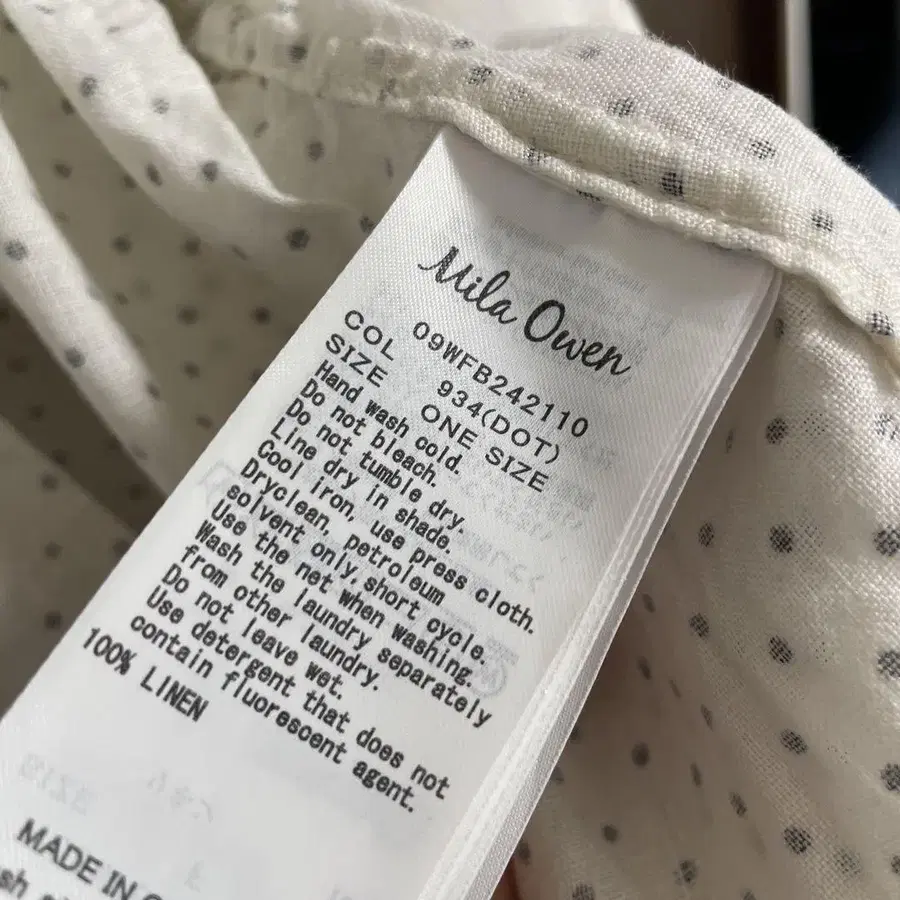 Mila Owen
09WFB242110
COL 934(DOT)
SIZE ONE SIZE
Hand wash cold.
Do not bleach.
Do not tumble dry.
Line dry in shade.
Cool iron, use press cloth.
Dryclean, petroleum
solvent only, short cycle.
Use the net when washing.
Wash the laundry separately
from other laundry.
Do not leave wet.
Use detergent that does not
contain fluorescent agent.
100% LINEN
MADE IN